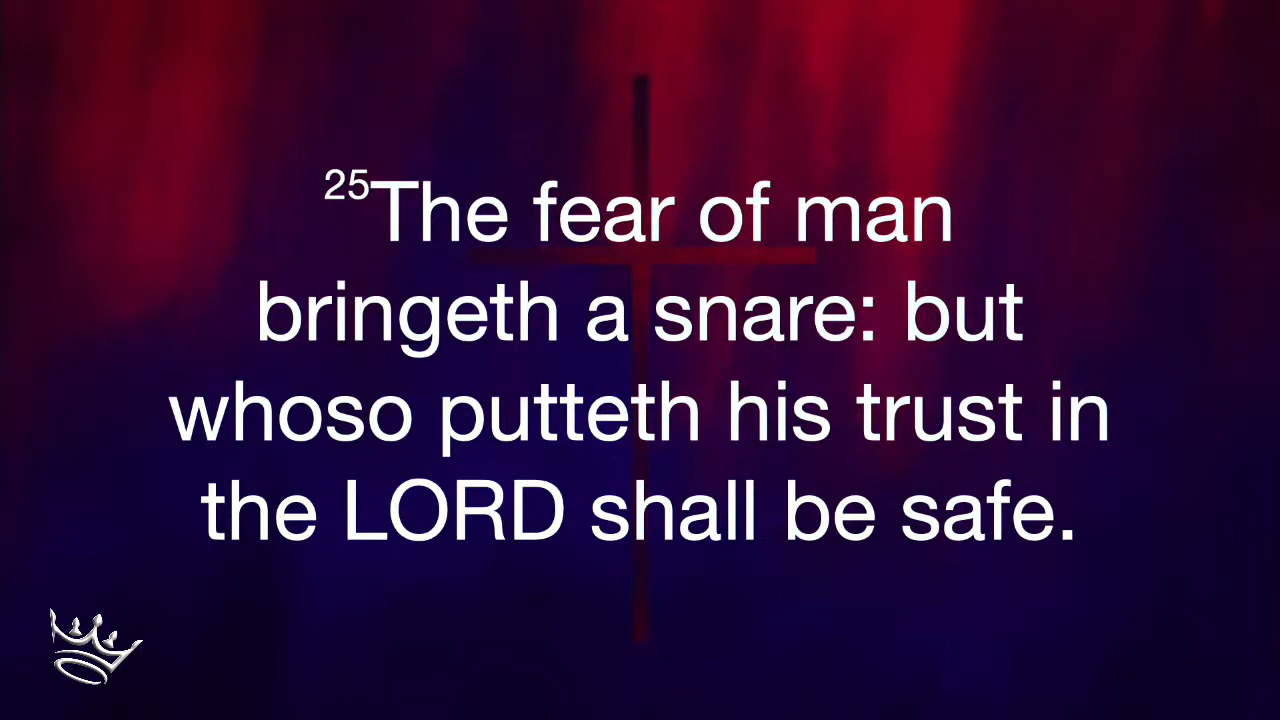 25The fear of man
bringeth a snare: but
whoso putteth his trust in
the LORD shall be safe.